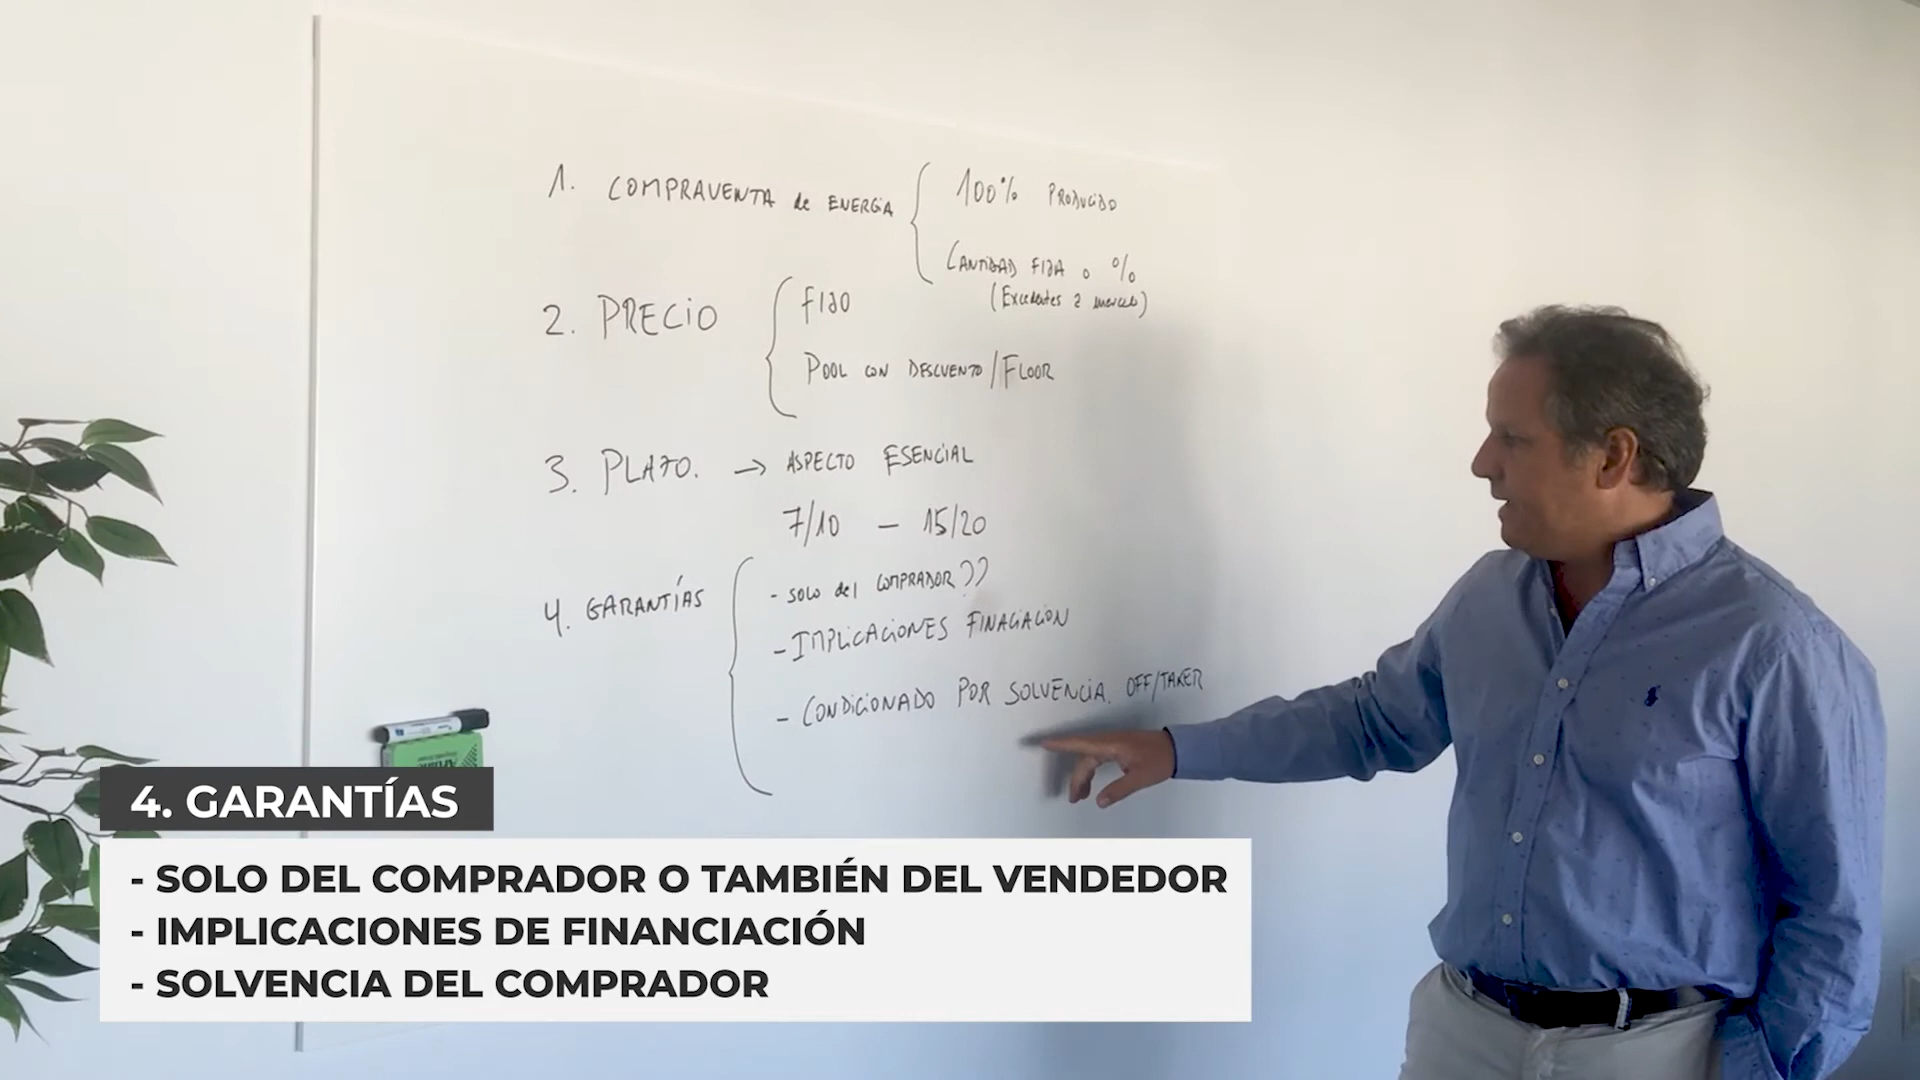 1. COMPRAVENTA de ENERGIA
100% PRODUCIDO
CANTIDAD FIJA o %
(Excedentes a mercado)
2. PRECIO
FIJO
POOL CON DESCUENTO/FLOOR
3. PLAZO. → ASPECTO ESENCIAL
7/10 – 15/20
4. GARANTÍAS
- SOLO del COMPRADOR??
- IMPLICACIONES FINACIACION
- CONDICIONADO POR SOLVENCIA. OFF/TAKER
4. GARANTÍAS
- SOLO DEL COMPRADOR O TAMBIÉN DEL VENDEDOR
- IMPLICACIONES DE FINANCIACIÓN
- SOLVENCIA DEL COMPRADOR